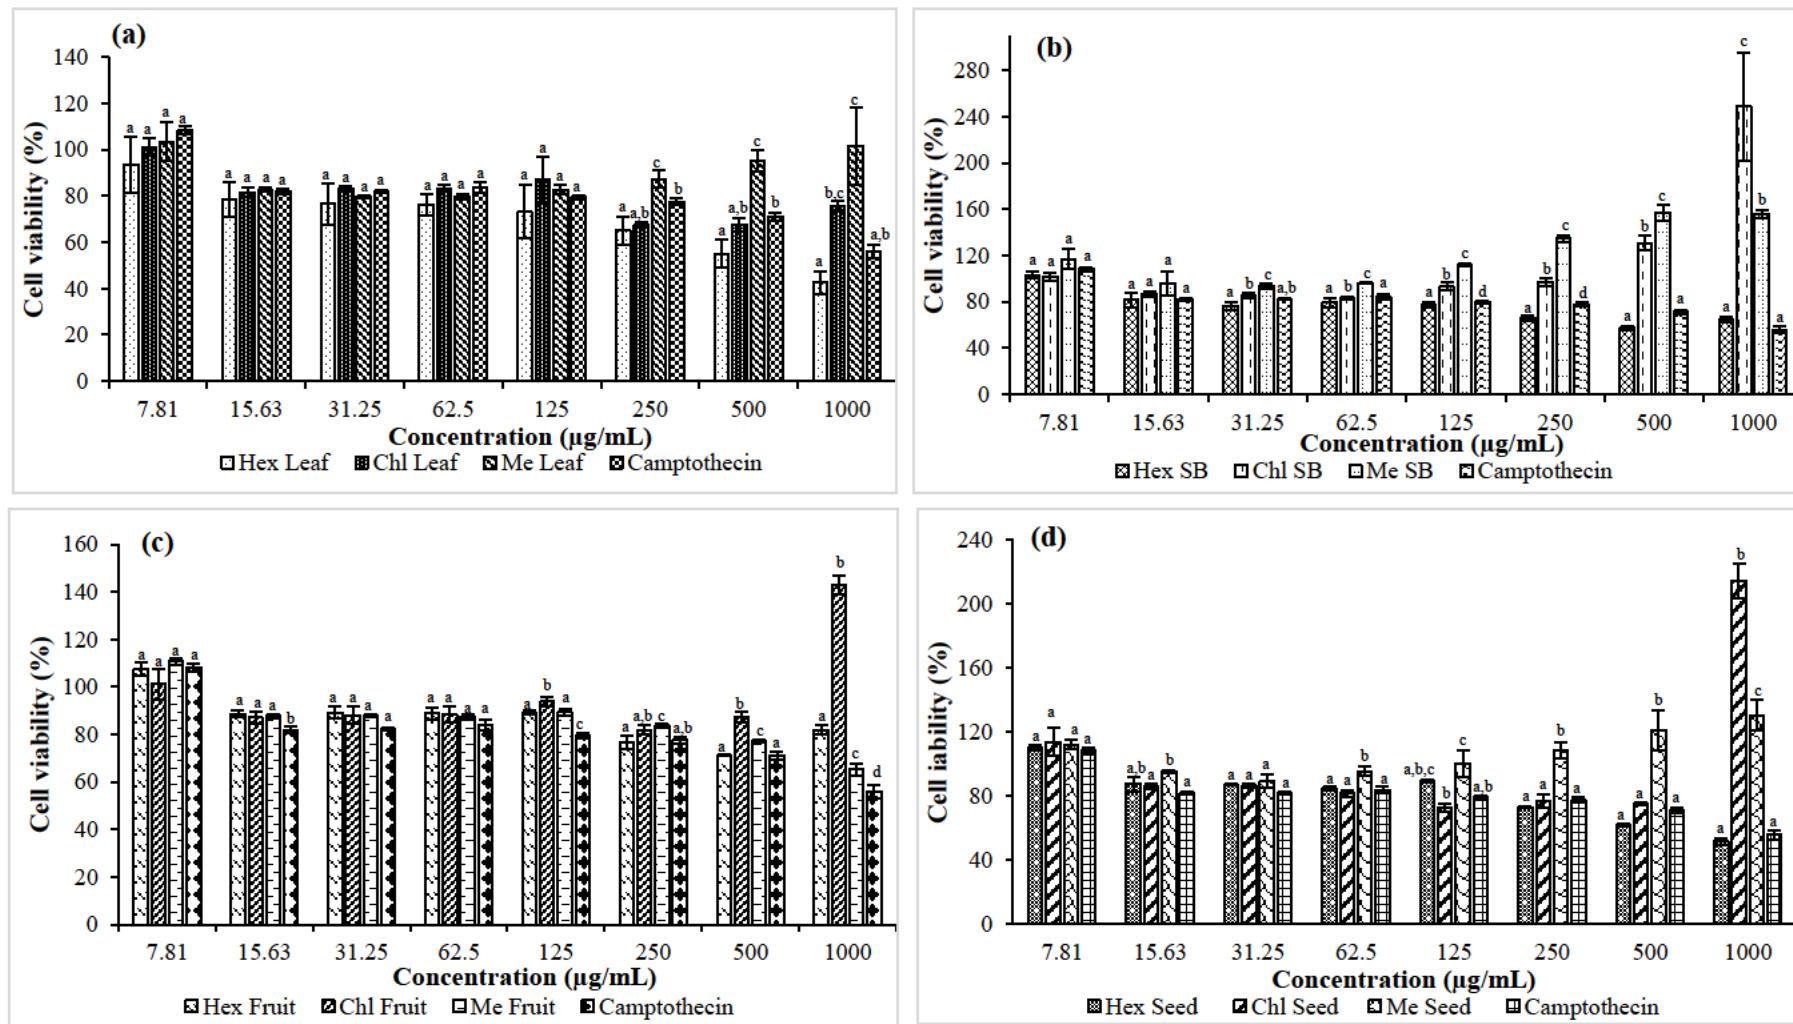 (a)
140
120
100
80
60
40
20
0
Cell viability (%)
a a a a
a a a a
a a a a
a a a a
a a a a
a a,b c b
a a,b c b
a b,c c a,b
7.81 15.63 31.25 62.5 125 250 500 1000
Concentration (µg/mL)
Hex Leaf Chl Leaf Me Leaf Camptothecin
(b)
280
240
200
160
120
80
40
0
Cell viability (%)
a a a a
a a a a
a b c a,b
a b c a
a b c d
a b c d
a b c a
a c b a
7.81 15.63 31.25 62.5 125 250 500 1000
Concentration (µg/mL)
Hex SB Chl SB Me SB Camptothecin
(c)
160
140
120
100
80
60
40
20
0
Cell viability (%)
a a a a
a a a b
a a a a
a a a a
a b a c
a a,b c a,b
a b c a
a b c d
7.81 15.63 31.25 62.5 125 250 500 1000
Concentration (µg/mL)
Hex Fruit Chl Fruit Me Fruit Camptothecin
(d)
240
200
160
120
80
40
0
Cell iability (%)
a a a
a,b a b a
a a a a
a a b a
a,b,c b c a,b
a a b a
a a b a
a b c a
7.81 15.63 31.25 62.5 125 250 500 1000
Concentration (µg/mL)
Hex Seed Chl Seed Me Seed Camptothecin